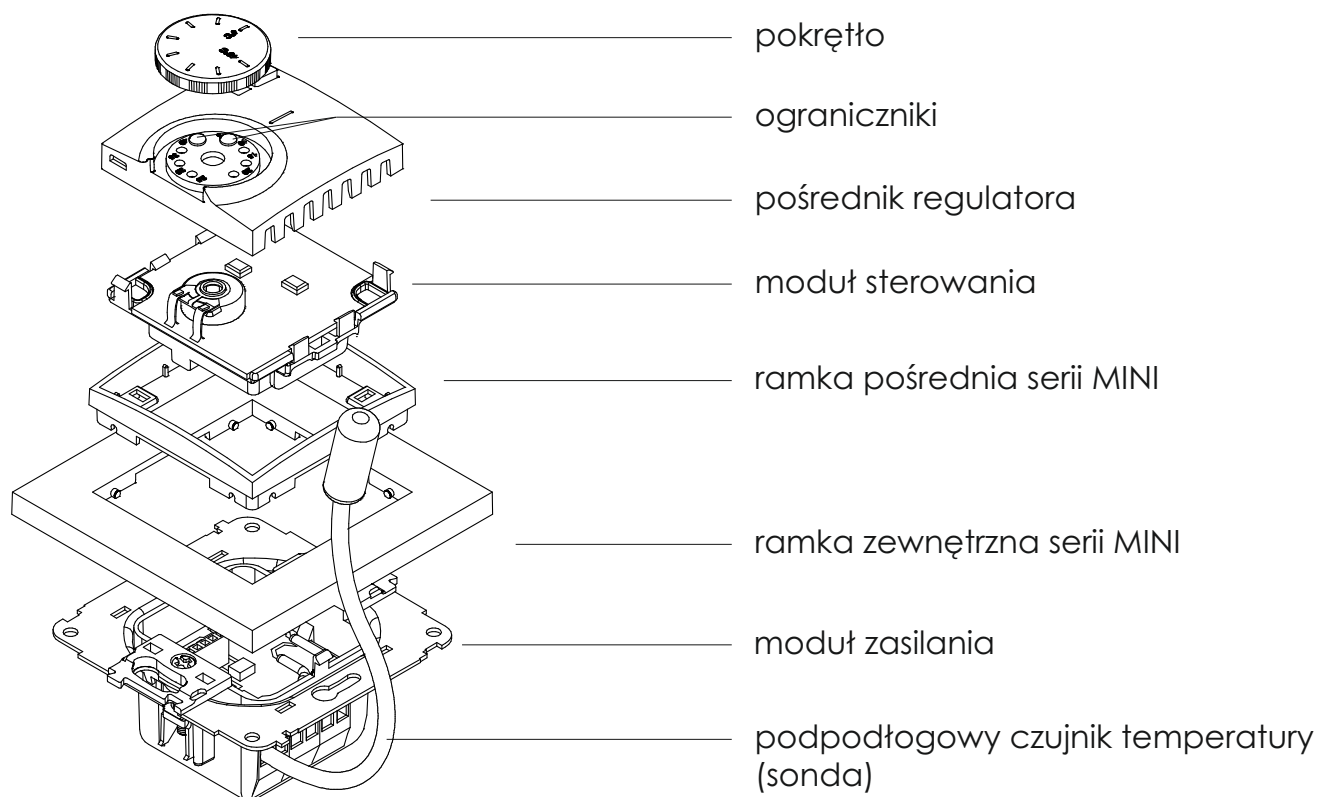 pokrętło
ograniczniki
pośrednik regulatora
moduł sterowania
ramka pośrednia serii MINI
ramka zewnętrzna serii MINI
moduł zasilania
podpodłogowy czujnik temperatury
(sonda)